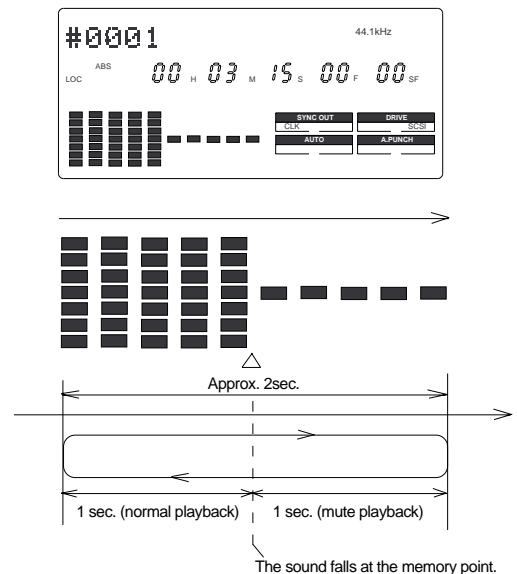 #0001
44.1kHz
ABS
LOC
00 H 03 M 15 S 00 F 00 SF
SYNC OUT DRIVE
CLK SCSI
AUTO A.PUNCH
Approx. 2sec.
1 sec. (normal playback) 1 sec. (mute playback)
The sound falls at the memory point.